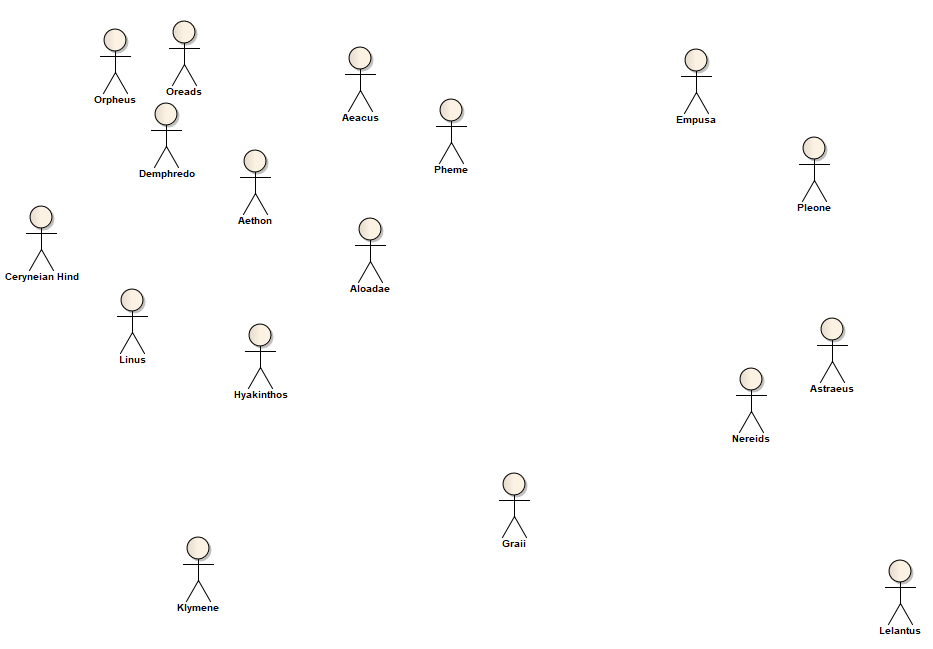 Oreads
Orpheus
Aeacus
Empusa
Pheme
Demphredo
Pleone
Aethon
Ceryneian Hind
Aloadae
Linus
Astraeus
Hyakinthos
Nereids
Graii
Klymene
Lelantus